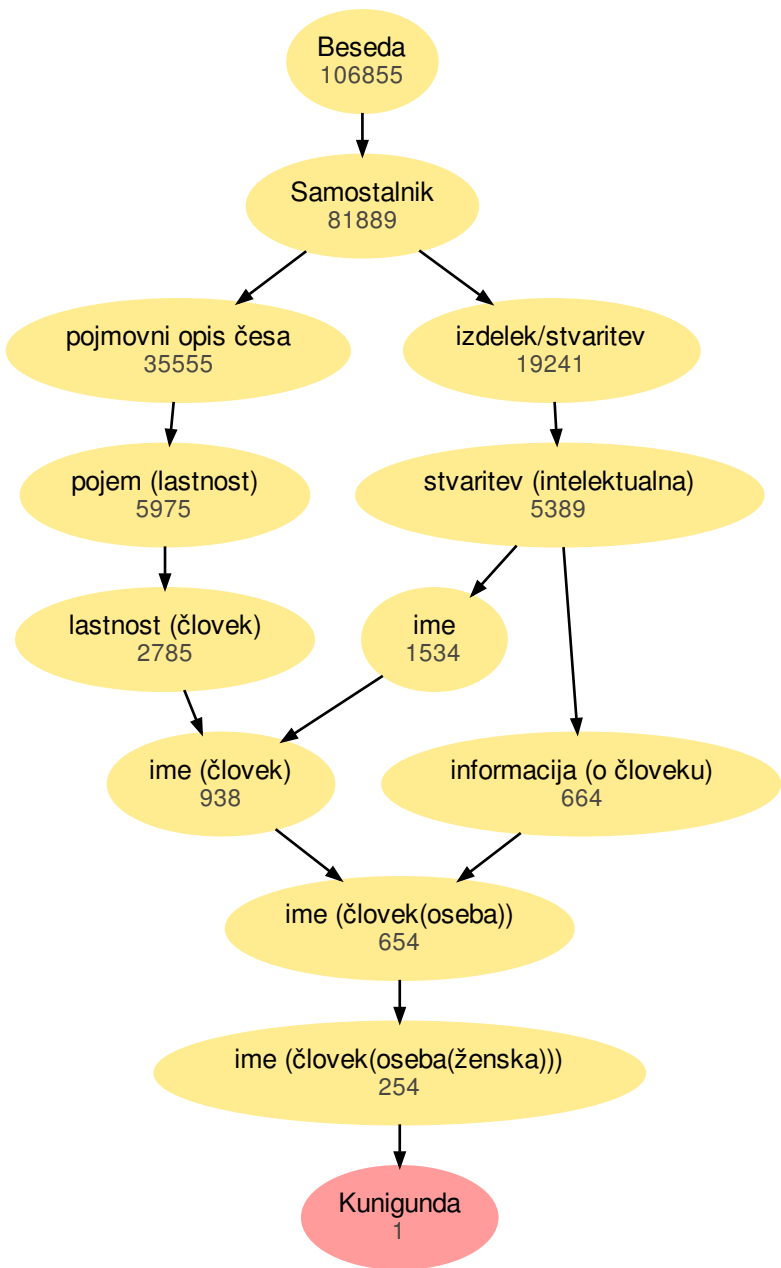 Beseda
106855
Samostalnik
81889
pojmovni opis česa
35555
izdelek/stvaritev
19241
pojem (lastnost)
5975
stvaritev (intelektualna)
5389
lastnost (človek)
2785
ime
1534
ime (človek)
938
informacija (o človeku)
664
ime (človek(oseba))
654
ime (človek(oseba(ženska)))
254
Kunigunda
1